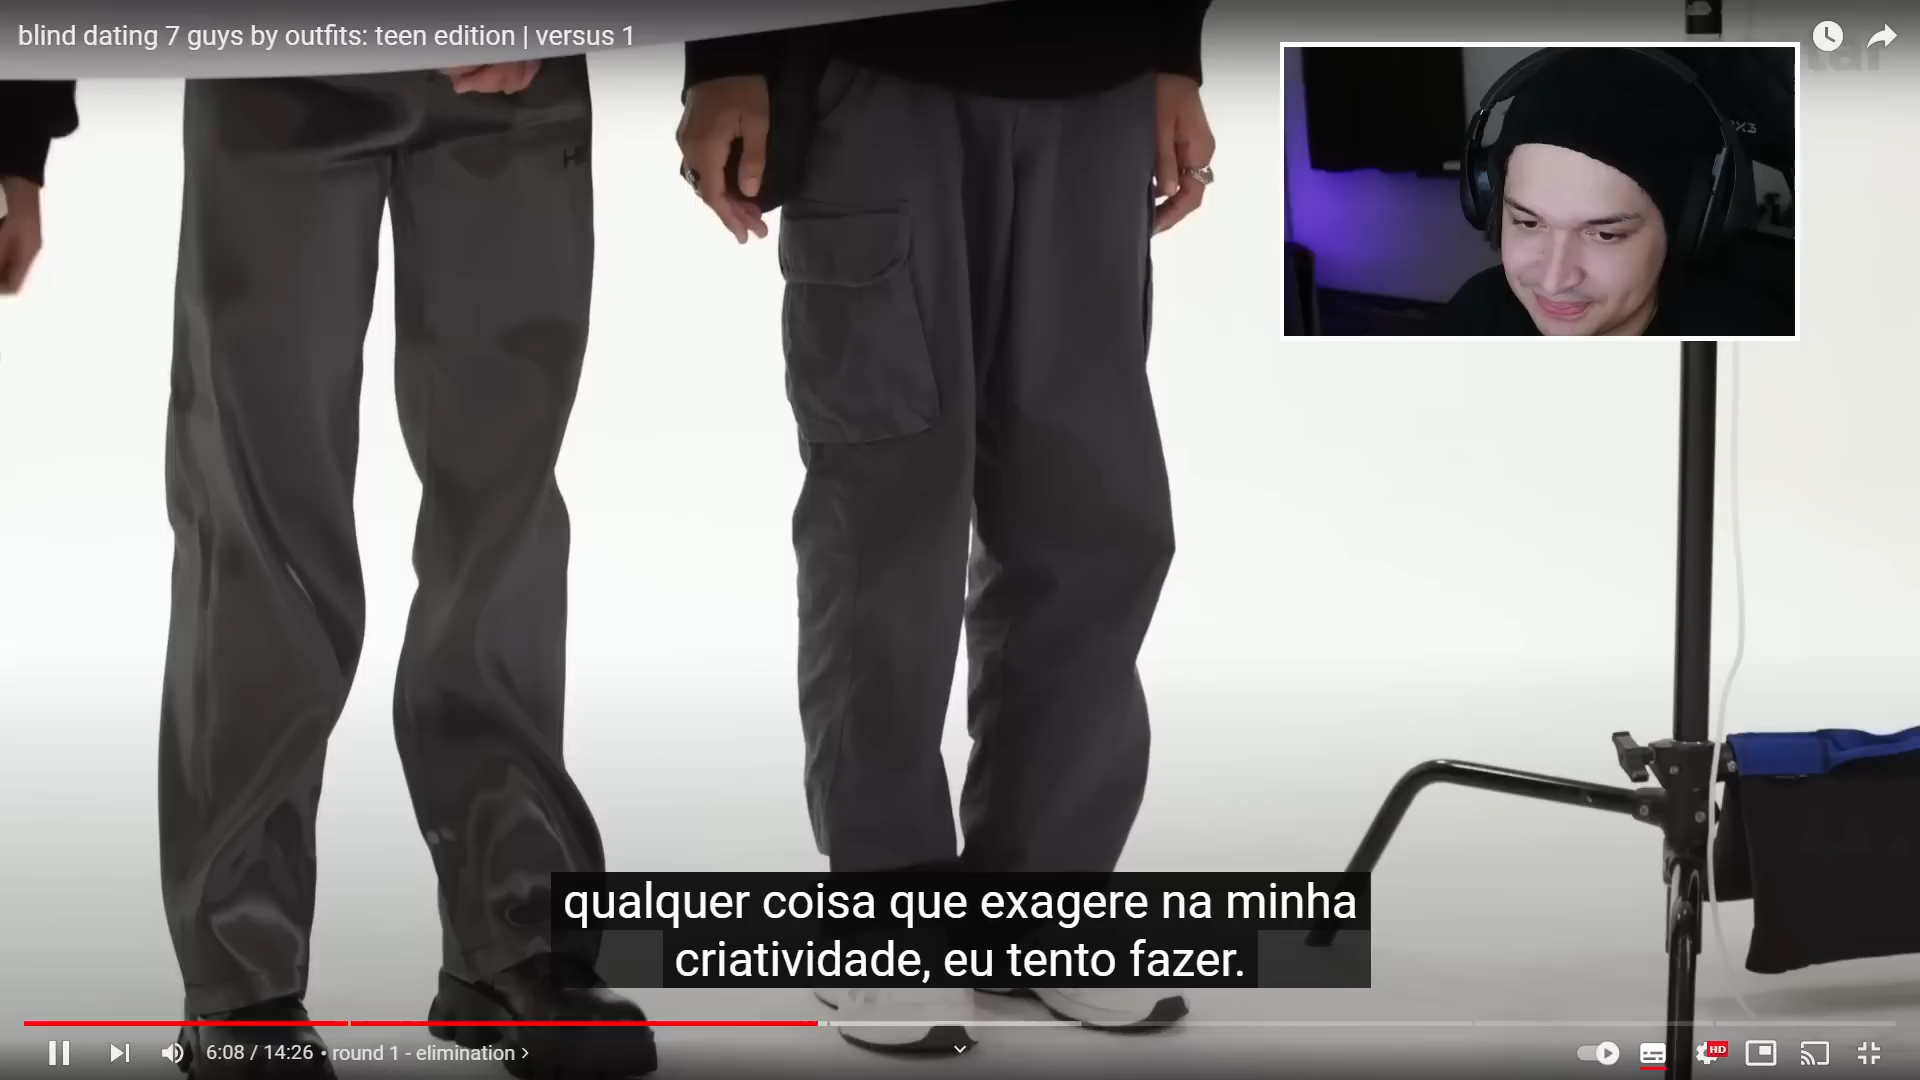 blind dating 7 guys by outfits: teen edition | versus 1
qualquer coisa que exagere na minha
criatividade, eu tento fazer.
6:08 / 14:26 • round 1 - elimination ›
HD